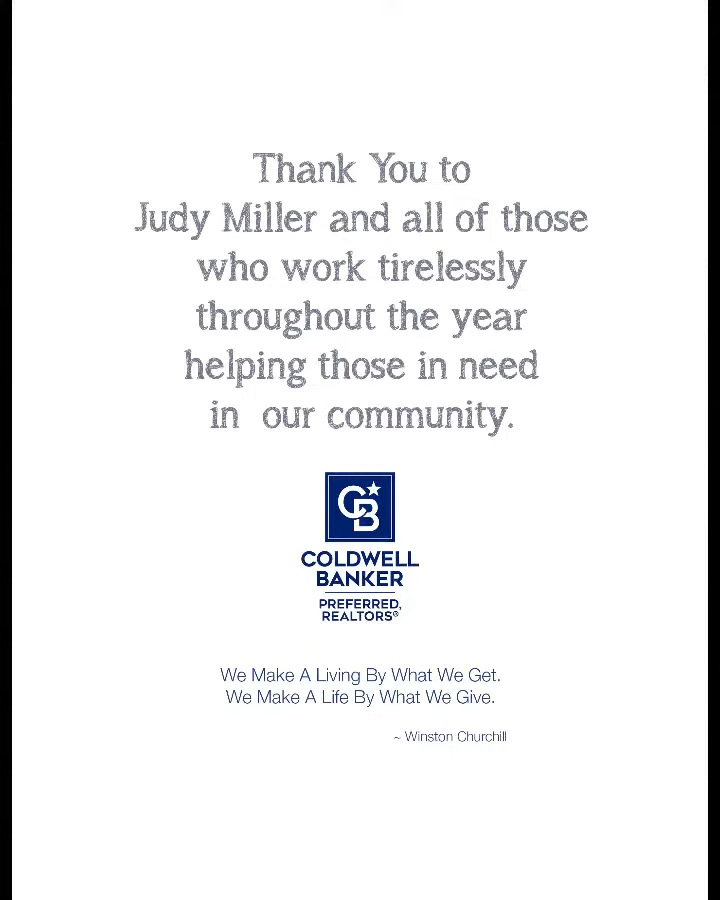 Thank You to
Judy Miller and all of those
who work tirelessly
throughout the year
helping those in need
in our community.
CB
COLDWELL
BANKER
PREFERRED,
REALTORS®
We Make A Living By What We Get.
We Make A Life By What We Give.
~ Winston Churchill